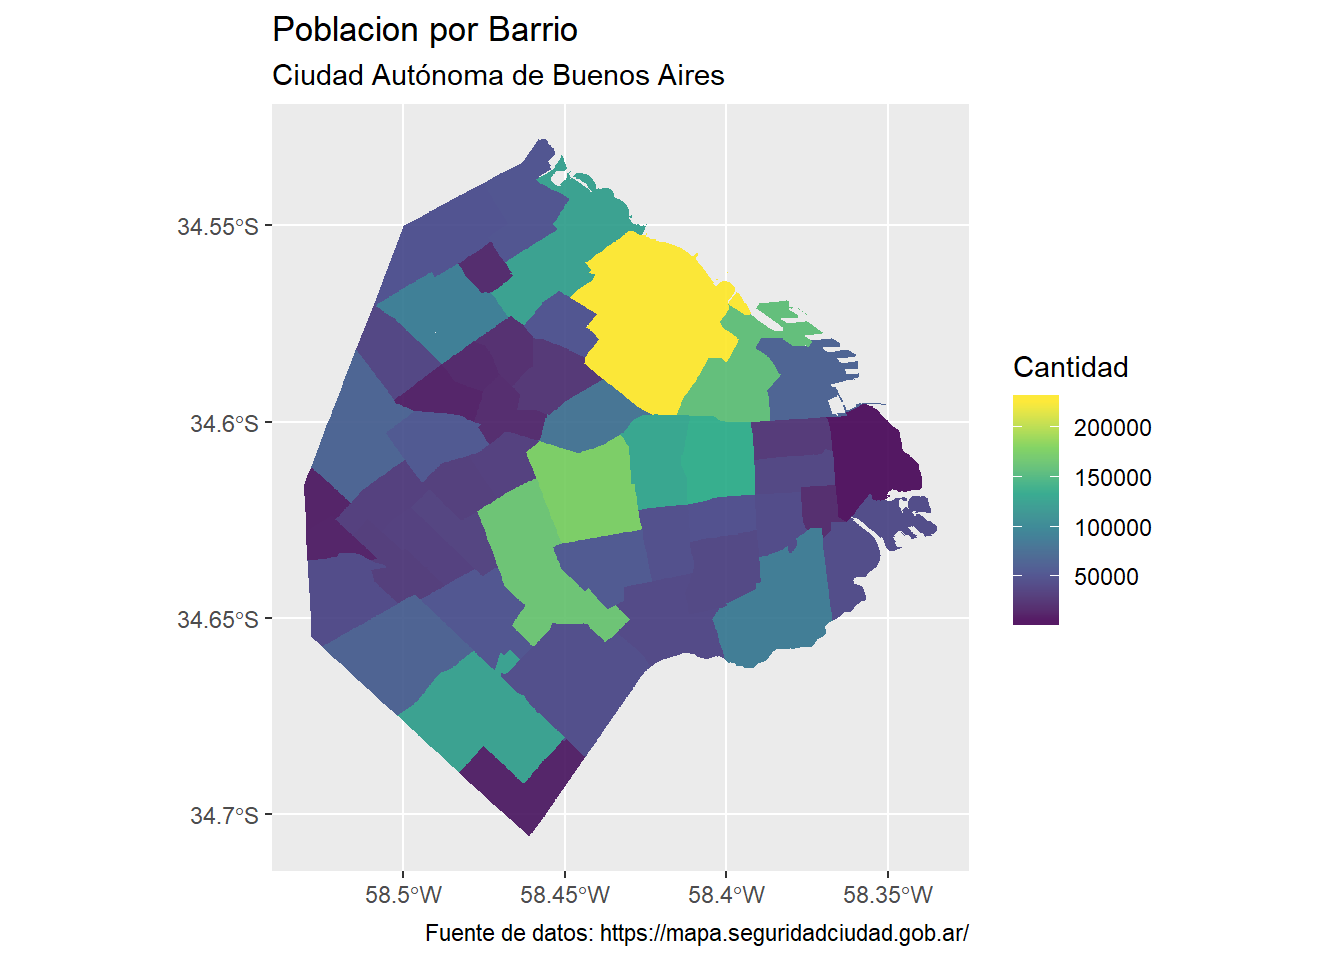 Poblacion por Barrio
Ciudad Autónoma de Buenos Aires
34.55°S
34.6°S
34.65°S
34.7°S
58.5°W
58.45°W
58.4°W
58.35°W
Cantidad
200000
150000
100000
50000
Fuente de datos: https://mapa.seguridadciudad.gob.ar/